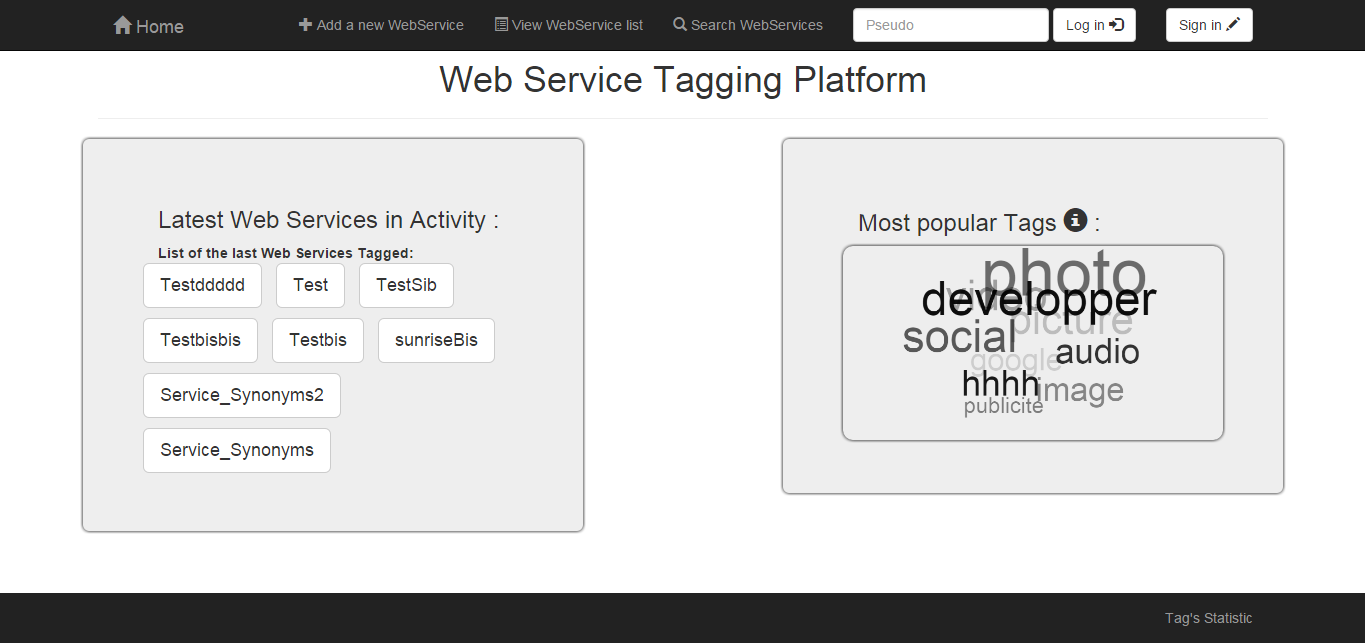 Home Add a new WebService View WebService list Search WebServices Pseudo Log in Sign in
Web Service Tagging Platform
Latest Web Services in Activity :
List of the last Web Services Tagged:
Testddddd Test TestSib
Testbisbis Testbis sunriseBis
Service_Synonyms2
Service_Synonyms
Most popular Tags :
photo
video
developper
picture
social
audio
google
hhhh
image
publicité
Tag's Statistic